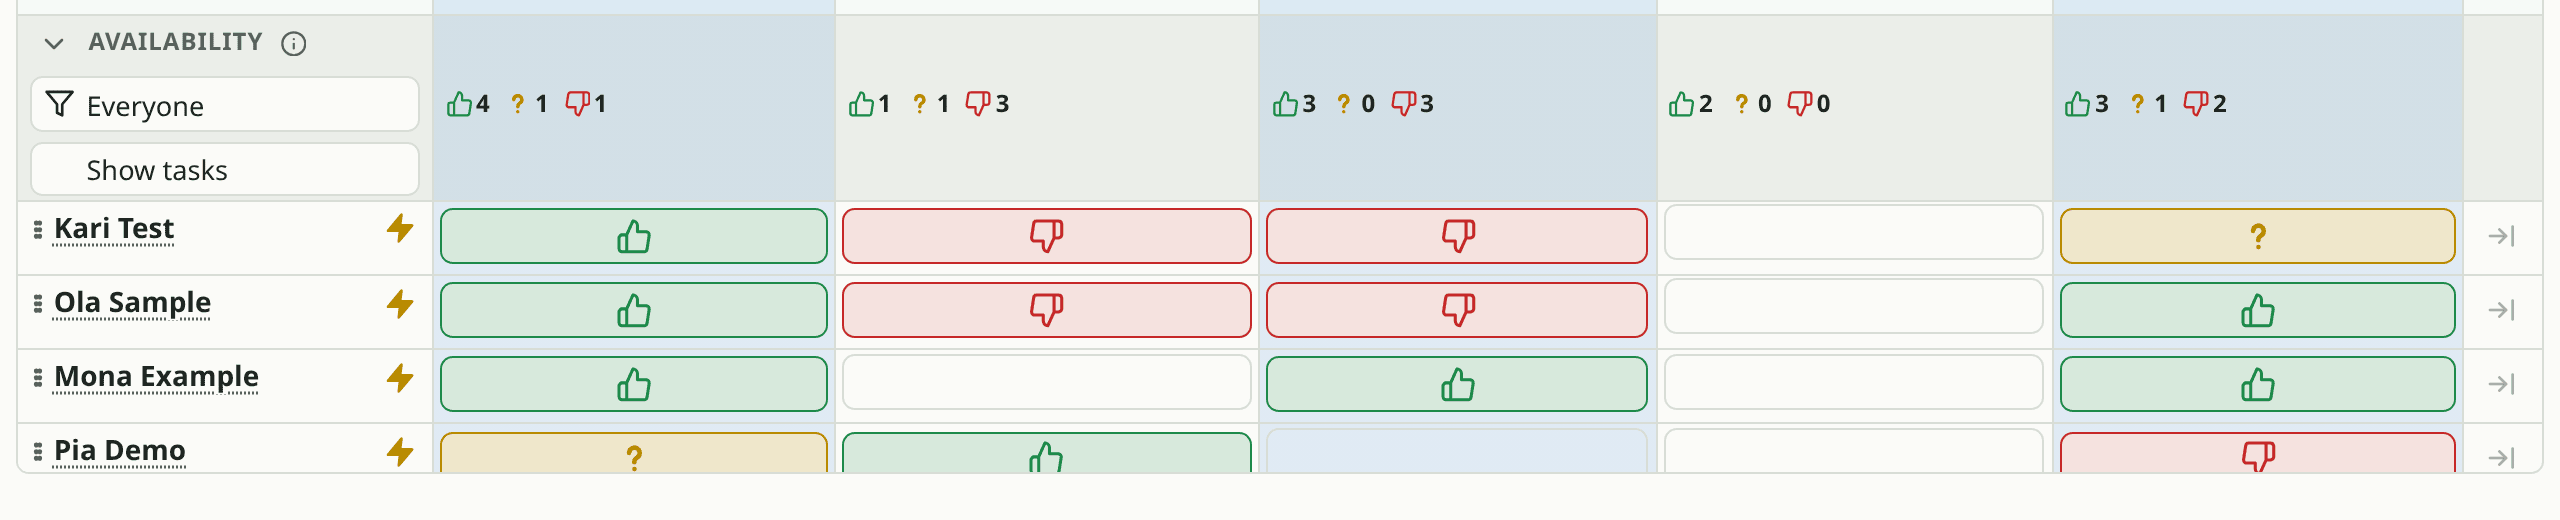 AVAILABILITY
Everyone
Show tasks
4 ? 1 1
1 ? 1 3
3 ? 0 3
2 ? 0 0
3 ? 1 2
Kari Test
?
Ola Sample
Mona Example
Pia Demo
?